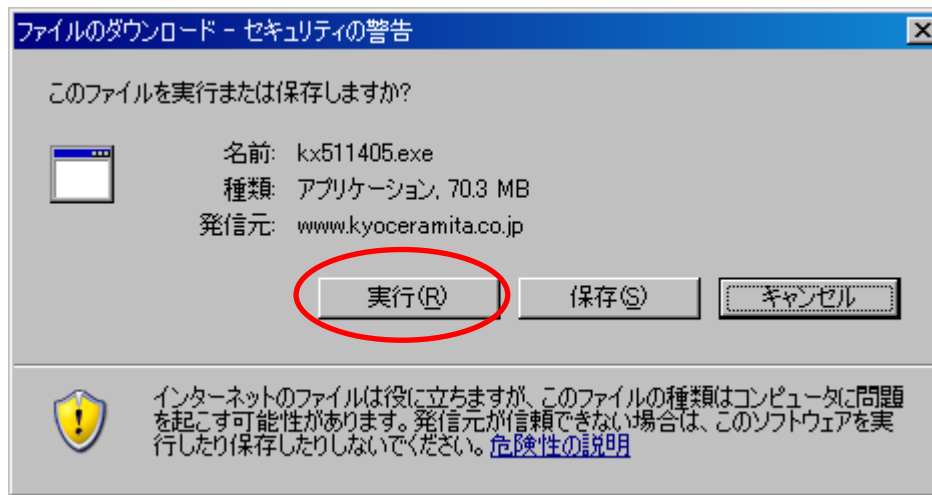 ファイルのダウンロード - セキュリティの警告
このファイルを実行または保存しますか?
名前: kx511405.exe
種類: アプリケーション, 70.3 MB
発信元: www.kyoceramita.co.jp
実行(R) 保存(S) キャンセル
インターネットのファイルは役に立ちますが、このファイルの種類はコンピュータに問題
を起こす可能性があります。発信元が信頼できない場合は、このソフトウェアを実
行したり保存したりしないでください。危険性の説明